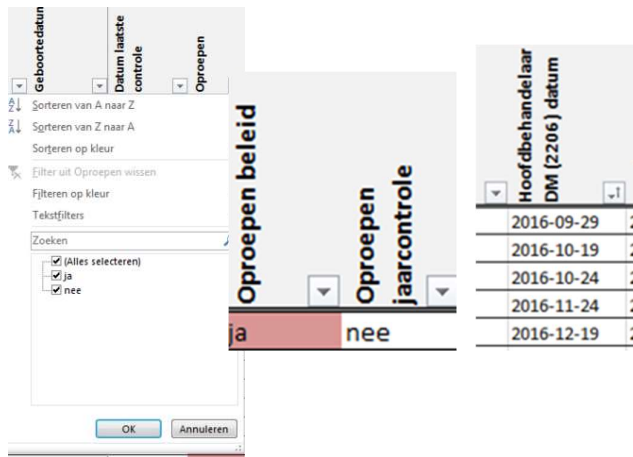 Geboortedatun
Datum laatste
controle
Oproepen
Sorteren van A naar Z
Sorteren van Z naar A
Sorteren op kleur
Filter uit Oproepen wissen
Filteren op kleur
Tekstfilters
Zoeken
(Alles selecteren)
ja
nee
OK
Annuleren
Oproepen beleid
Oproepen
jaarcontrole
ja
nee
Hoofdbehandelaar
DM (2206) datum
2016-09-29
2016-10-19
2016-10-24
2016-11-24
2016-12-19